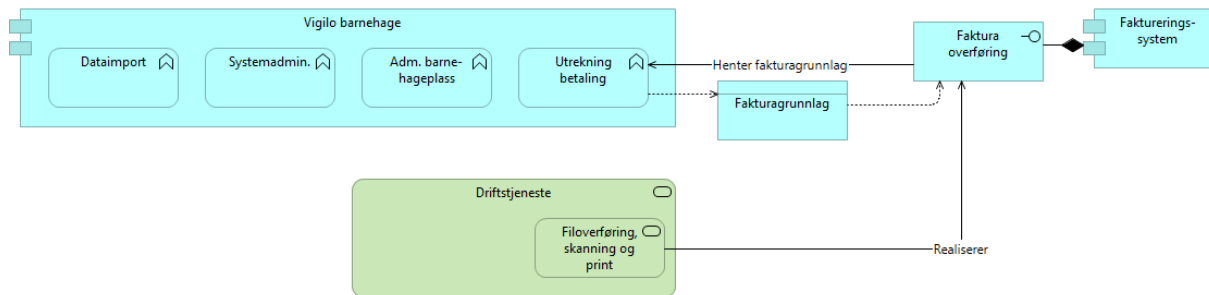 Vigilo barnehage
Dataimport
Systemadmin.
Adm. barne-
hageplass
Utrekning
betaling
Henter fakturagrunnlag
Fakturagrunnlag
Faktura
overføring
Fakturerings-
system
Driftstjeneste
Filoverføring,
skanning og
print
Realiserer